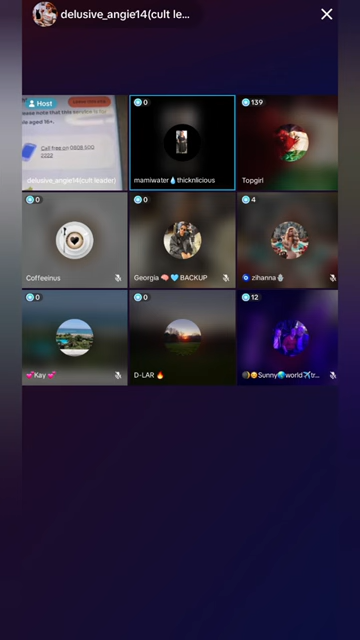 delusive_angie14(cult le...
Host
ease note that this service is for
le aged 16+.
Call free on 0808 500
2222
delusive_angie14(cult leader)
0
mamiwater💧thicknlicious
139
Topgirl
0
Coffeeinus
0
Georgia 🧠🩵 BACKUP
4
zihanna
0
💕Kay 💕
0
D-LAR 🔥
12
Sunny🌏world✈️tr...